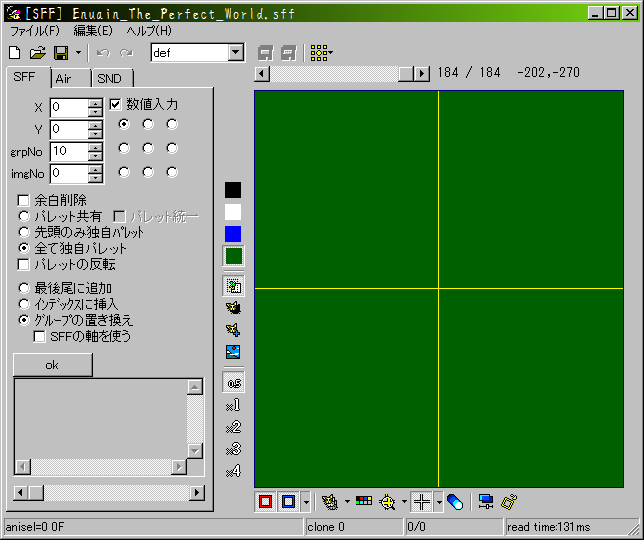 [SFF] Enuain_The_Perfect_World.sff
ファイル(F) 編集(E) ヘルプ(H)
def
184 / 184 -202,-270
SFF Air SND
X 0 数値入力
Y 0
grpNo 10
imgNo 0
余白削除
パレット共有 パレット統一
先頭のみ独自パレット
全て独自パレット
パレットの反転
最後尾に追加
インデックスに挿入
グループの置き換え
SFFの軸を使う
ok
0.5
x1
x2
x3
x4
anisel=0 0F clone 0 0/0 read time:131ms